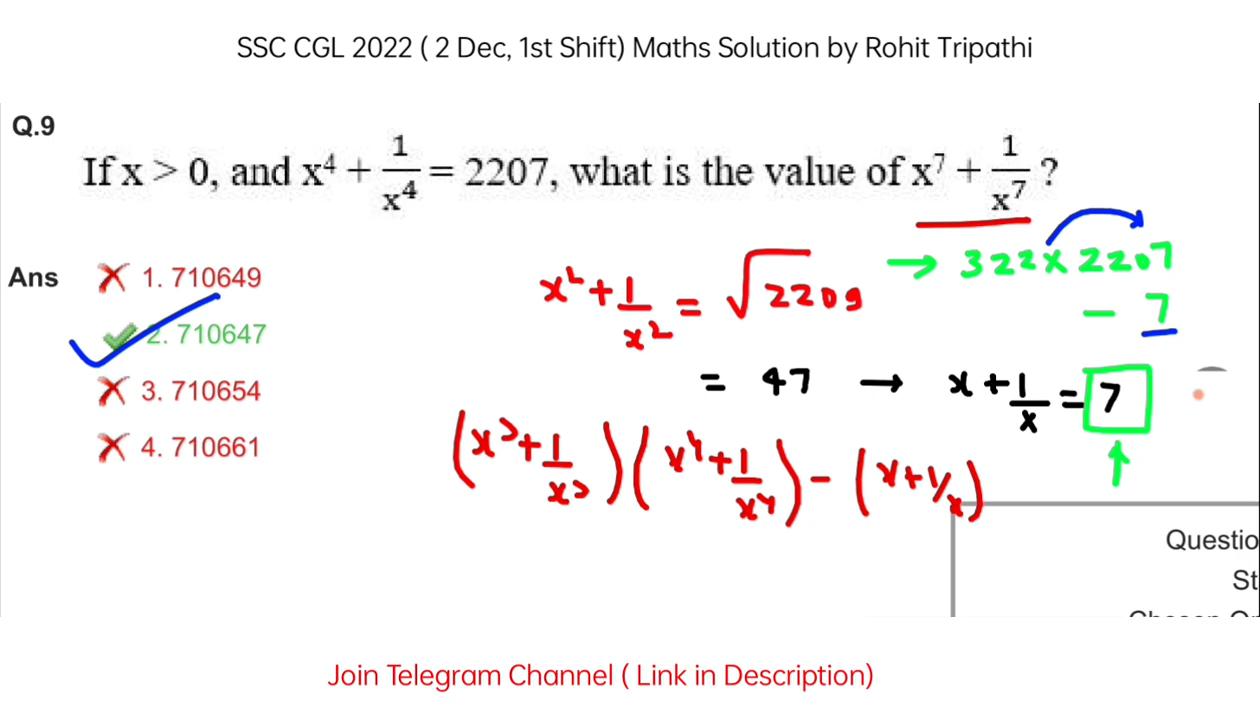 SSC CGL 2022 ( 2 Dec, 1st Shift) Maths Solution by Rohit Tripathi
Q.9
If x > 0, and x⁴ + 1/x⁴ = 2207, what is the value of x⁷ + 1/x⁷ ?
Ans
1. 710649
2. 710647
3. 710654
4. 710661
→ 322 × 2207
− 7
x² + 1/x² = √2209
= 47 → x + 1/x = 7
(x³ + 1/x³)(x⁴ + 1/x⁴) − (x + 1/x)
Questio
St
Join Telegram Channel ( Link in Description)